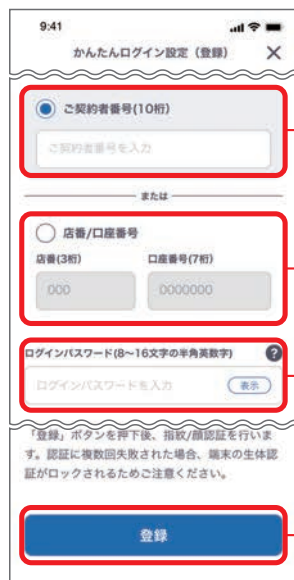 9:41
かんたんログイン設定（登録）
ご契約者番号(10桁)
ご契約者番号を入力
または
店番/口座番号
店番(3桁) 口座番号(7桁)
000 0000000
ログインパスワード(8～16文字の半角英数字) ?
ログインパスワードを入力 表示
「登録」ボタンを押下後、指紋/顔認証を行いま
す。認証に複数回失敗された場合、端末の生体認
証がロックされるためご注意ください。
登録